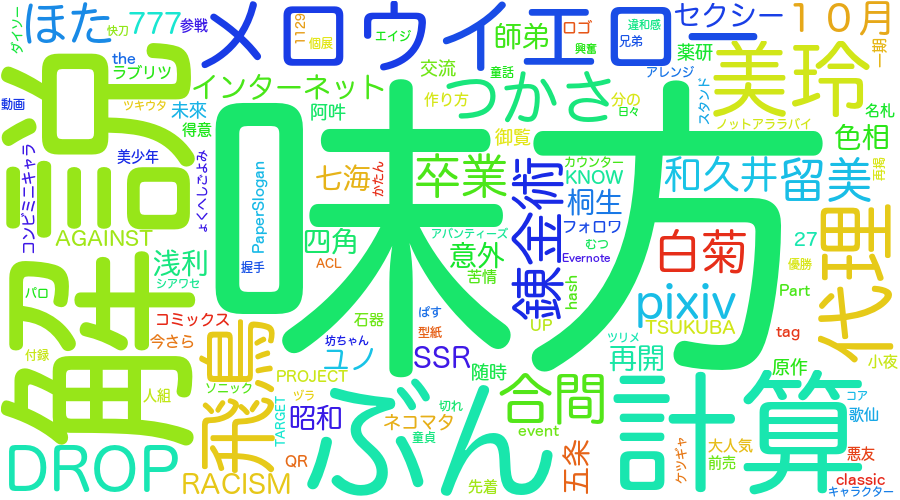 ほた
777
参戦
快刀
ダイソー
the
ラブリツ
動画
ツキウタ
未來
得意
美少年
コンビミニキャラ
解説
メロウイエロー
1129
個展
エイジ
インターネット
阿吽
師弟
交流
童話
作り方
つかさ
御覧
ロゴ
興奮
兄弟
違和感
セクシー
薬研
アレンジ
スタンド
分の
日々
10月
一期
美玲
ノットアララバイ
名札
色相
再掲
味方
AGAINST
浅利
シアワセ
パロ
ょくへしごよみ
PaperSlogan
握手
七海
かたん
四角
ACL
卒業
アバンティーズ
意外
苦情
Evernote
錬金術
カウンター
KNOW
桐生
フォロワ
むつ
hash
UP
和久井
留美
白菊
pixiv
TSUKUBA
27
優勝
Part
代理
tag
小夜
コミックス
今さら
付録
人組
飛鳥
ソニック
石器
坊ちゃん
ユノ
ぱす
型紙
SSR
PROJECT
ヅラ
TARGET
昭和
随時
ネコマタ
童貞
切れ
ぶん
合間
event
先着
ツリメ
再開
計算
原作
コア
歌仙
五条
ケツギャ
大人気
前売
悪友
classic
キャラクター
DROP
RACISM
QR